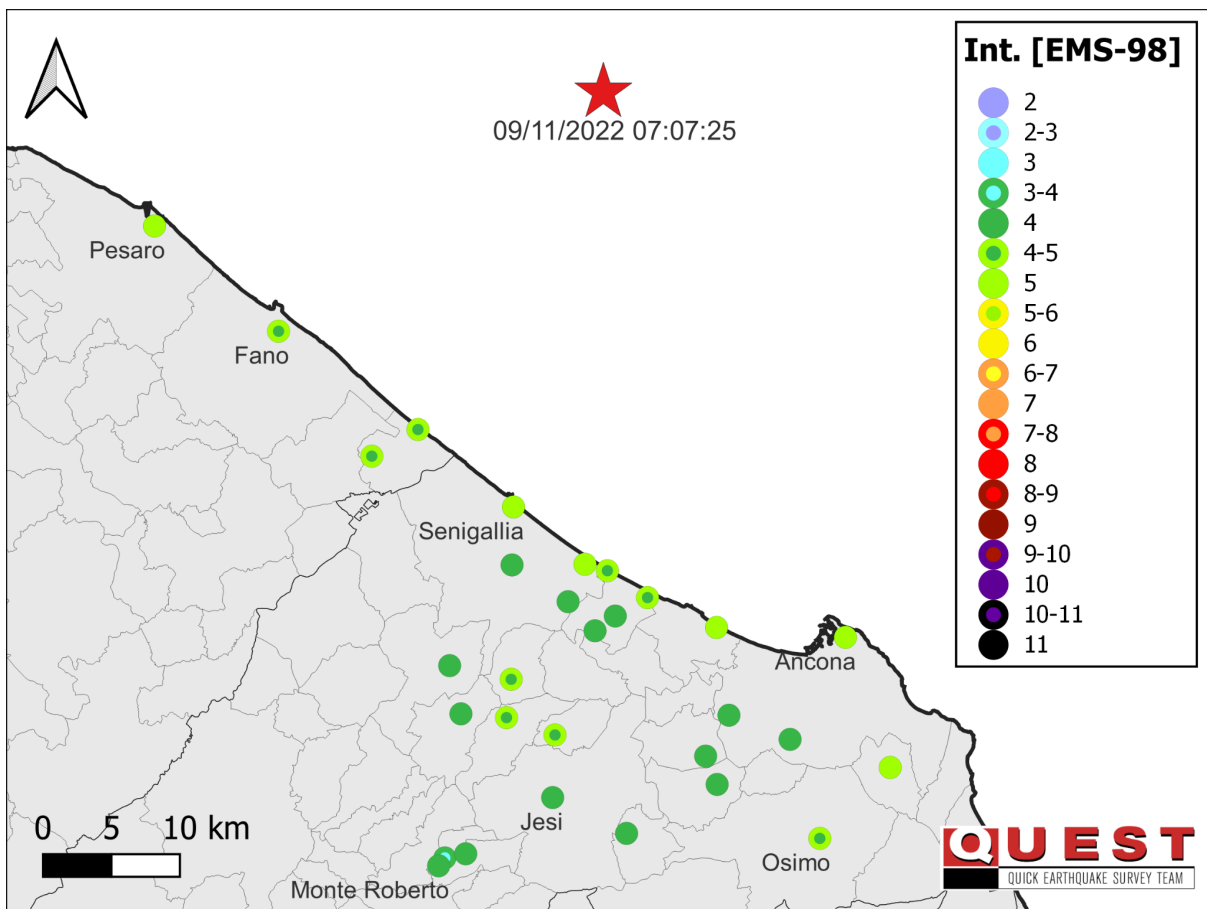 Int. [EMS-98]
2
2-3
3
3-4
4
4-5
5
5-6
6
6-7
7
7-8
8
8-9
9
9-10
10
10-11
11
09/11/2022 07:07:25
Pesaro
Fano
Senigallia
Ancona
Jesi
Osimo
Monte Roberto
0 5 10 km
QUEST
QUICK EARTHQUAKE SURVEY TEAM